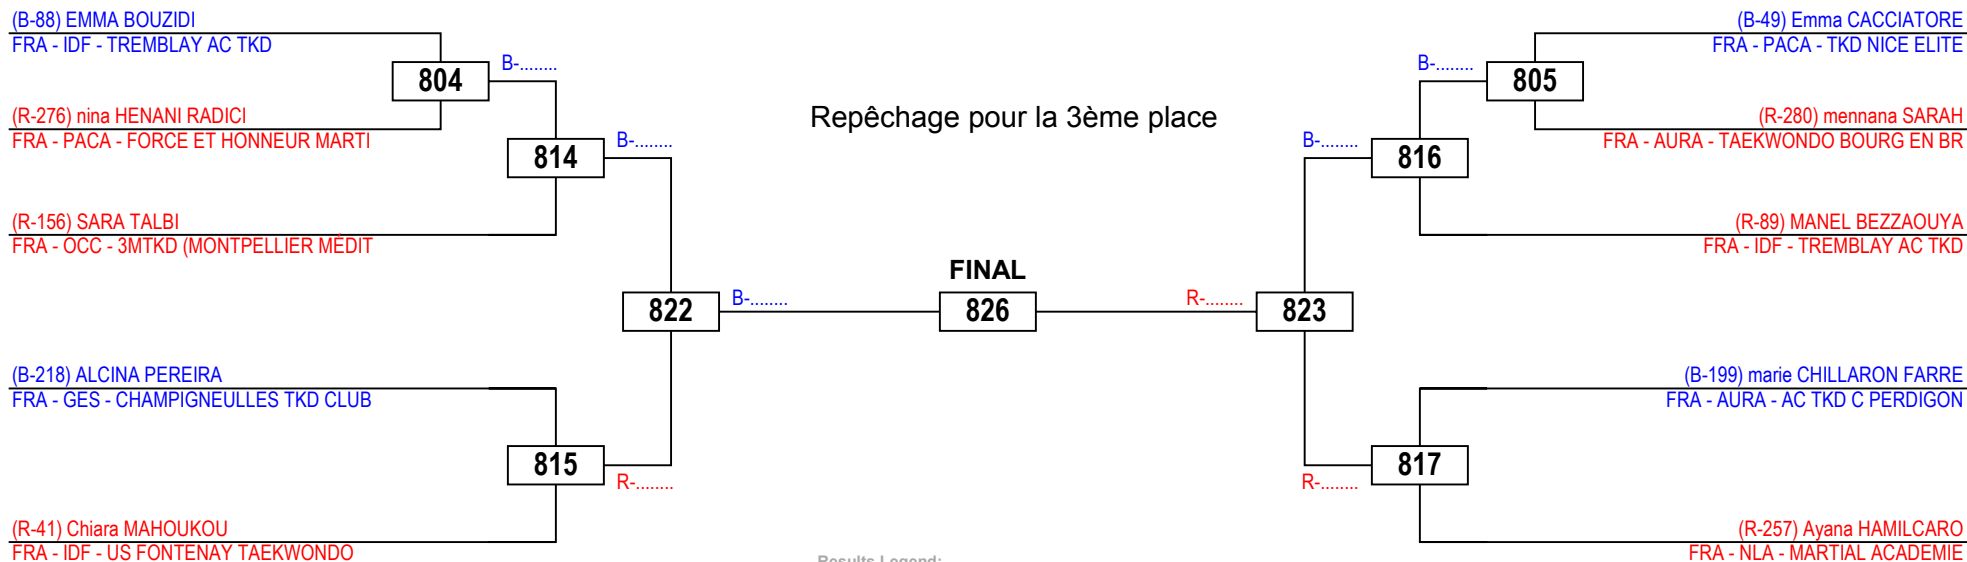 (B-88) EMMA BOUZIDI
FRA - IDF - TREMBLAY AC TKD
804
B-........
(R-276) nina HENANI RADICI
FRA - PACA - FORCE ET HONNEUR MARTI
814
B-........
(R-156) SARA TALBI
FRA - OCC - 3MTKD (MONTPELLIER MÉDIT
822
B-........
(B-218) ALCINA PEREIRA
FRA - GES - CHAMPIGNEULLES TKD CLUB
815
R-........
(R-41) Chiara MAHOUKOU
FRA - IDF - US FONTENAY TAEKWONDO
Repêchage pour la 3ème place
FINAL
826
Results Legend:
(B-49) Emma CACCIATORE
FRA - PACA - TKD NICE ELITE
B-........
805
(R-280) mennana SARAH
FRA - AURA - TAEKWONDO BOURG EN BR
B-........
816
(R-89) MANEL BEZZAOUYA
FRA - IDF - TREMBLAY AC TKD
R-........
823
(B-199) marie CHILLARON FARRE
FRA - AURA - AC TKD C PERDIGON
817
R-........
(R-257) Ayana HAMILCARO
FRA - NLA - MARTIAL ACADEMIE